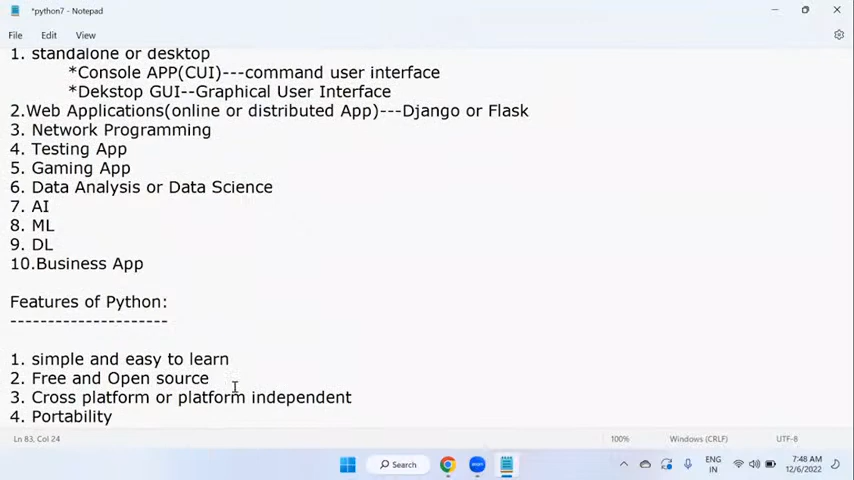 *python7 - Notepad
File Edit View
1. standalone or desktop
*Console APP(CUI)---command user interface
*Dekstop GUI--Graphical User Interface
2.Web Applications(online or distributed App)---Django or Flask
3. Network Programming
4. Testing App
5. Gaming App
6. Data Analysis or Data Science
7. AI
8. ML
9. DL
10.Business App
Features of Python:
----------------------
1. simple and easy to learn
2. Free and Open source
3. Cross platform or platform independent
4. Portability
Ln 83, Col 24 100% Windows (CRLF) UTF-8
Search zoom ENG IN 7:48 AM 12/6/2022